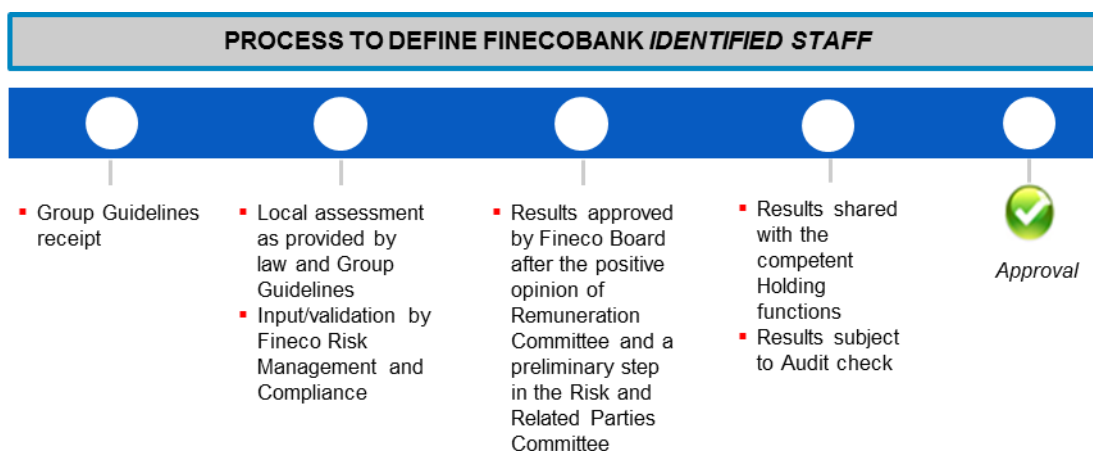 PROCESS TO DEFINE FINECOBANK IDENTIFIED STAFF
Group Guidelines
receipt
Local assessment
as provided by
law and Group
Guidelines
Input/validation by
Fineco Risk
Management and
Compliance
Results approved
by Fineco Board
after the positive
opinion of
Remuneration
Committee and a
preliminary step
in the Risk and
Related Parties
Committee
Results shared
with the
competent
Holding
functions
Results subject
to Audit check
Approval